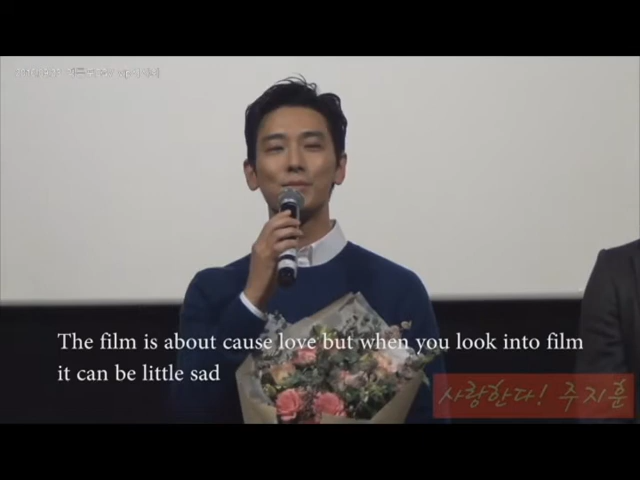 The film is about cause love but when you look into film
it can be little sad
사랑한다! 주지훈